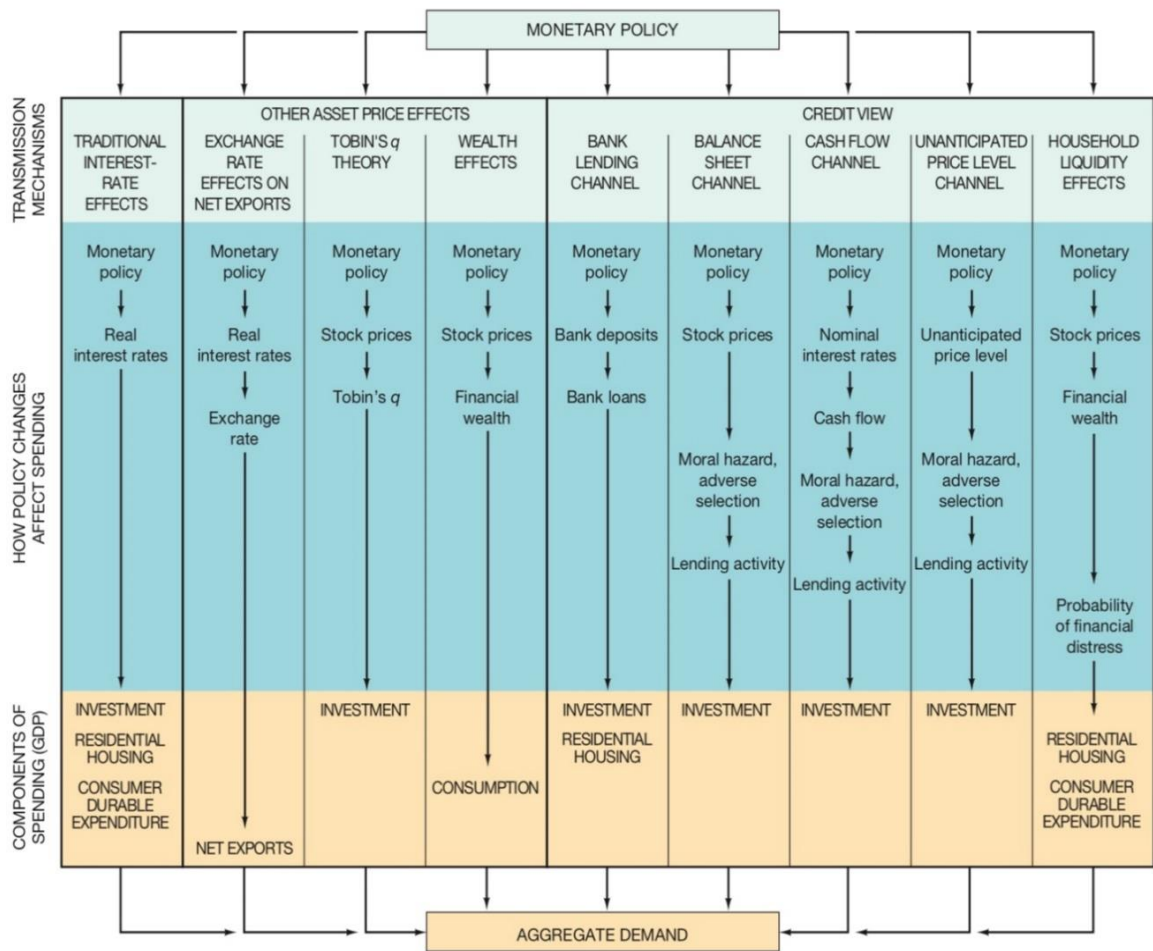 MONETARY POLICY
TRANSMISSION
MECHANISMS
OTHER ASSET PRICE EFFECTS
CREDIT VIEW
TRADITIONAL
INTEREST-
RATE
EFFECTS
EXCHANGE
RATE
EFFECTS ON
NET EXPORTS
TOBIN'S q
THEORY
WEALTH
EFFECTS
BANK
LENDING
CHANNEL
BALANCE
SHEET
CHANNEL
CASH FLOW
CHANNEL
UNANTICIPATED
PRICE LEVEL
CHANNEL
HOUSEHOLD
LIQUIDITY
EFFECTS
HOW POLICY CHANGES
AFFECT SPENDING
Monetary
policy
Real
interest rates
Monetary
policy
Real
interest rates
Exchange
rate
Monetary
policy
Stock prices
Tobin's q
Monetary
policy
Stock prices
Financial
wealth
Monetary
policy
Bank deposits
Bank loans
Monetary
policy
Stock prices
Moral hazard,
adverse
selection
Lending activity
Monetary
policy
Nominal
interest rates
Cash flow
Moral hazard,
adverse
selection
Lending activity
Monetary
policy
Unanticipated
price level
Moral hazard,
adverse
selection
Lending activity
Monetary
policy
Stock prices
Financial
wealth
Probability
of financial
distress
COMPONENTS OF
SPENDING (GDP)
INVESTMENT
RESIDENTIAL
HOUSING
CONSUMER
DURABLE
EXPENDITURE
NET EXPORTS
INVESTMENT
CONSUMPTION
INVESTMENT
RESIDENTIAL
HOUSING
INVESTMENT
INVESTMENT
INVESTMENT
RESIDENTIAL
HOUSING
CONSUMER
DURABLE
EXPENDITURE
AGGREGATE DEMAND